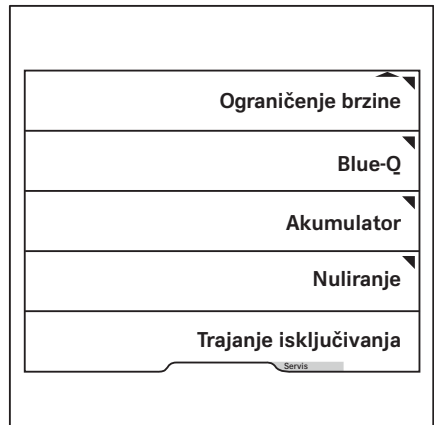 Ograničenje brzine
Blue-Q
Akumulator
Nuliranje
Trajanje isključivanja
Servis